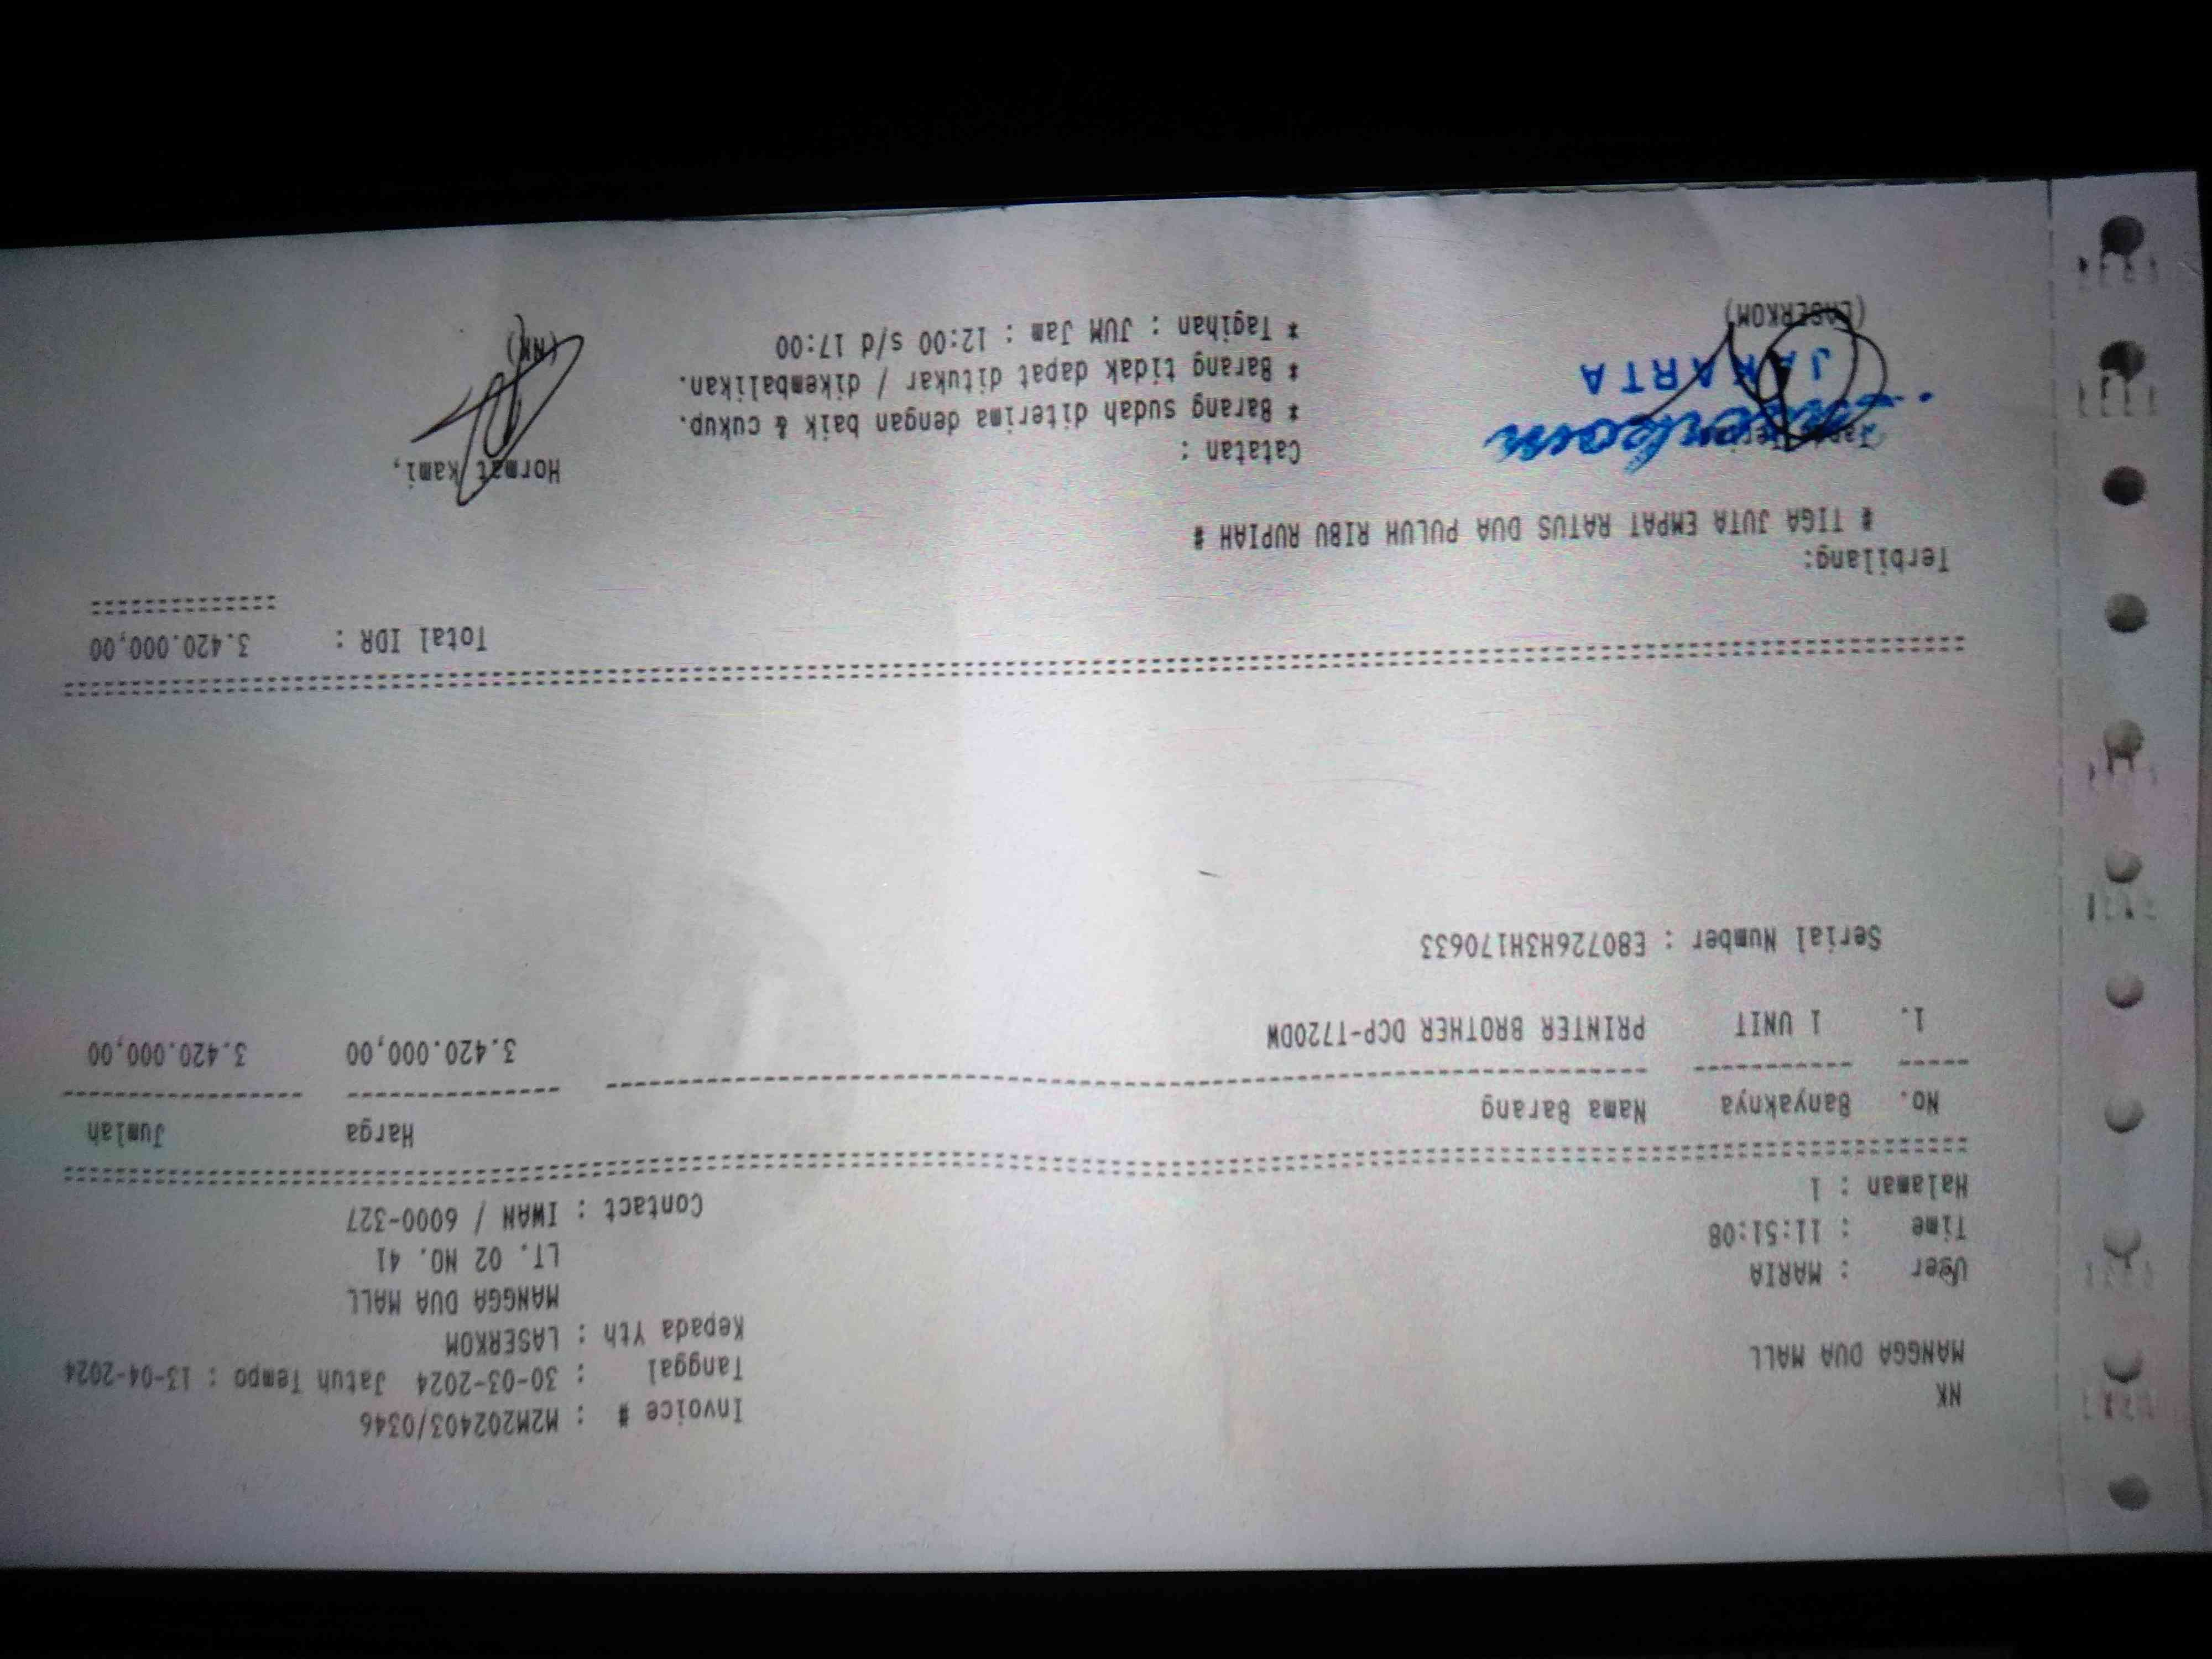 NK
MANGGA DUA MALL
User : MARIA
Time : 11:51:08
Halaman : 1
Invoice # : M2M202403/0346
Tanggal : 30-03-2024 Jatuh Tempo : 13-04-2024
Kepada Yth : LASERKOM
MANGGA DUA MALL
LT. 02 NO. 41
Contact : IWAN / 6000-327
No. Banyaknya Nama Barang Harga Jumlah
1. 1 UNIT PRINTER BROTHER DCP-T720DW 3.420.000,00 3.420.000,00
Serial Number : E80726H3H170633
Total IDR : 3.420.000,00
Terbilang:
# TIGA JUTA EMPAT RATUS DUA PULUH RIBU RUPIAH #
Laserkom
JAKARTA
(LASERKOM)
Catatan :
* Barang sudah diterima dengan baik & cukup.
* Barang tidak dapat ditukar / dikembalikan.
* Tagihan : JUM Jam : 12:00 s/d 17:00
Hormat kami,
(NK)